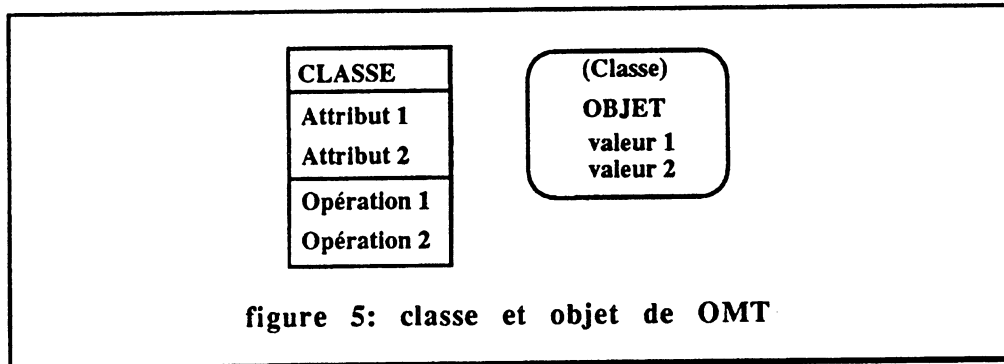 CLASSE
Attribut 1
Attribut 2
Opération 1
Opération 2
(Classe)
OBJET
valeur 1
valeur 2
figure 5: classe et objet de OMT